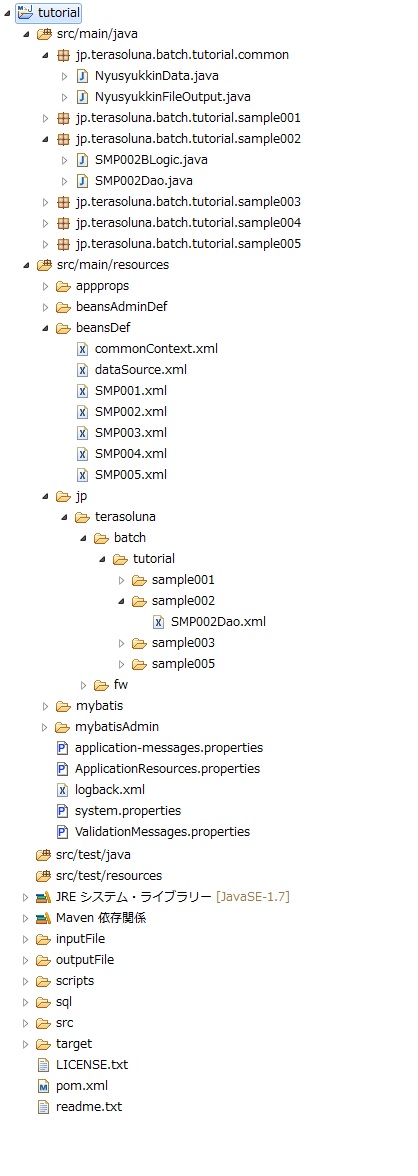 tutorial
src/main/java
jp.terasoluna.batch.tutorial.common
NyusyukkinData.java
NyusyukkinFileOutput.java
jp.terasoluna.batch.tutorial.sample001
jp.terasoluna.batch.tutorial.sample002
SMP002BLogic.java
SMP002Dao.java
jp.terasoluna.batch.tutorial.sample003
jp.terasoluna.batch.tutorial.sample004
jp.terasoluna.batch.tutorial.sample005
src/main/resources
appprops
beansAdminDef
beansDef
commonContext.xml
dataSource.xml
SMP001.xml
SMP002.xml
SMP003.xml
SMP004.xml
SMP005.xml
jp
terasoluna
batch
tutorial
sample001
sample002
SMP002Dao.xml
sample003
sample005
fw
mybatis
mybatisAdmin
application-messages.properties
ApplicationResources.properties
logback.xml
system.properties
ValidationMessages.properties
src/test/java
src/test/resources
JRE システム・ライブラリー [JavaSE-1.7]
Maven 依存関係
inputFile
outputFile
scripts
sql
src
target
LICENSE.txt
pom.xml
readme.txt